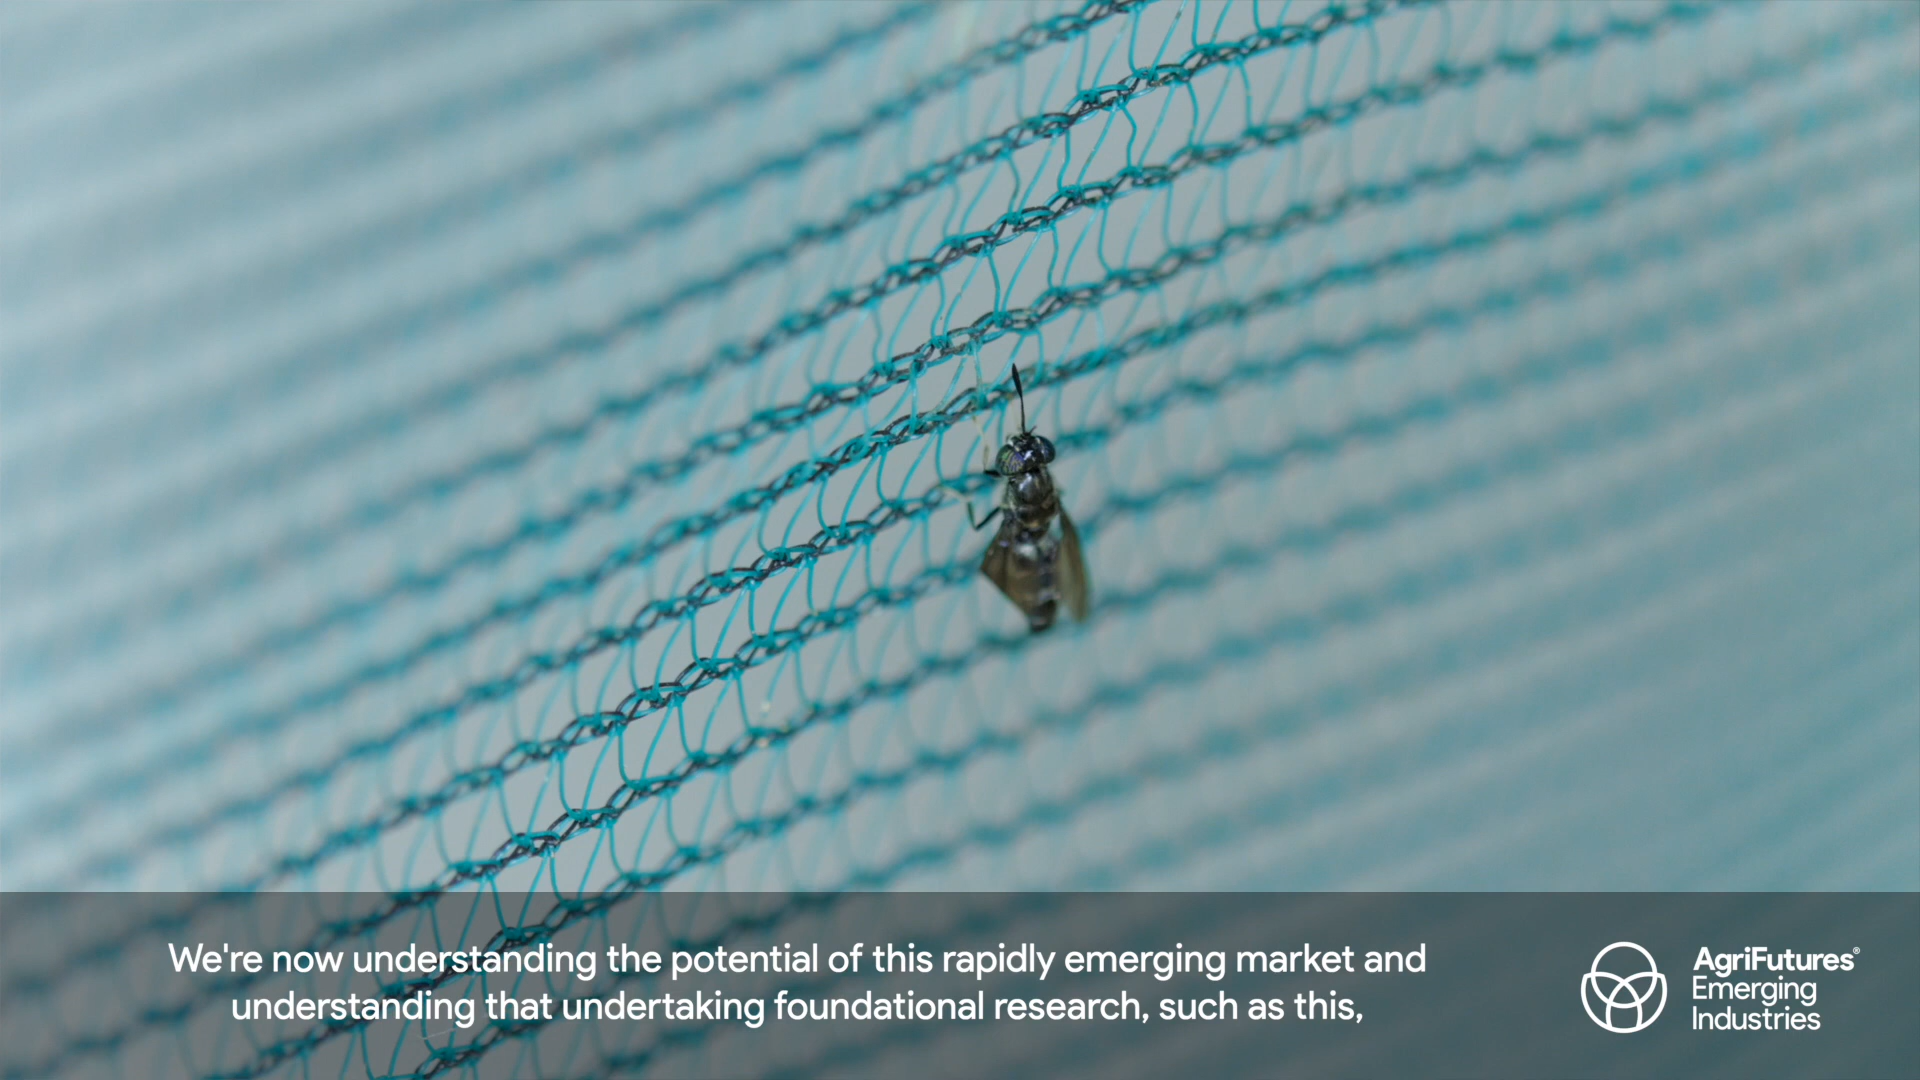 We're now understanding the potential of this rapidly emerging market and
understanding that undertaking foundational research, such as this,
AgriFutures®
Emerging
Industries